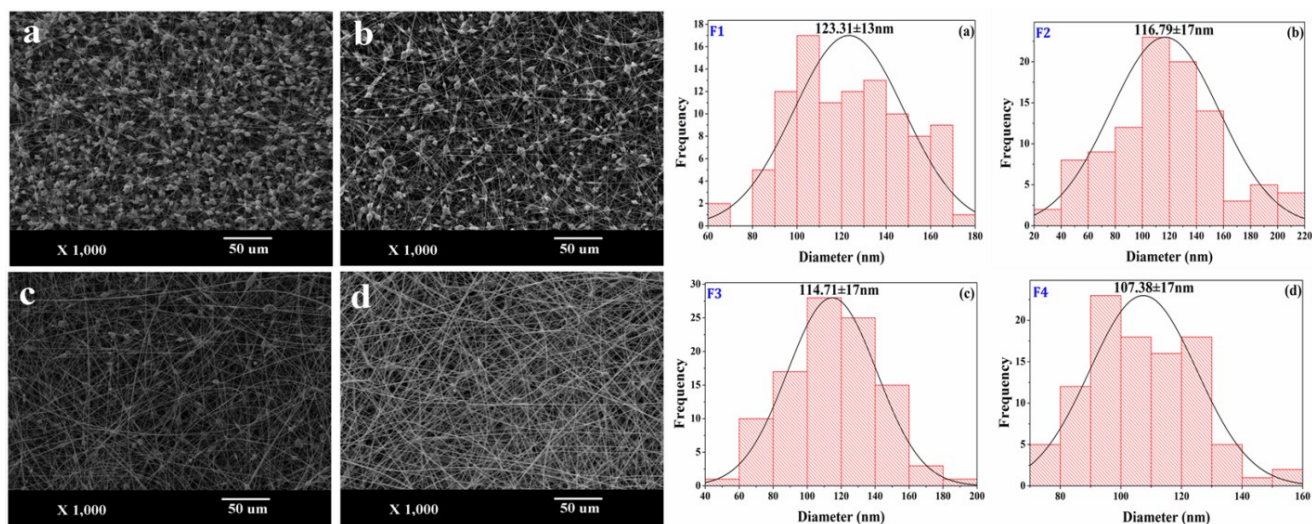 a
X 1,000
50 um
b
X 1,000
50 um
c
X 1,000
50 um
d
X 1,000
50 um
F1
123.31±13nm
(a)
Frequency
18
16
14
12
10
8
6
4
2
0
60 80 100 120 140 160 180
Diameter (nm)
F2
116.79±17nm
(b)
Frequency
20
15
10
5
0
20 40 60 80 100 120 140 160 180 200 220
Diameter (nm)
F3
114.71±17nm
(c)
Frequency
30
25
20
15
10
5
0
40 60 80 100 120 140 160 180 200
Diameter (nm)
F4
107.38±17nm
(d)
Frequency
20
15
10
5
0
80 100 120 140 160
Diameter (nm)